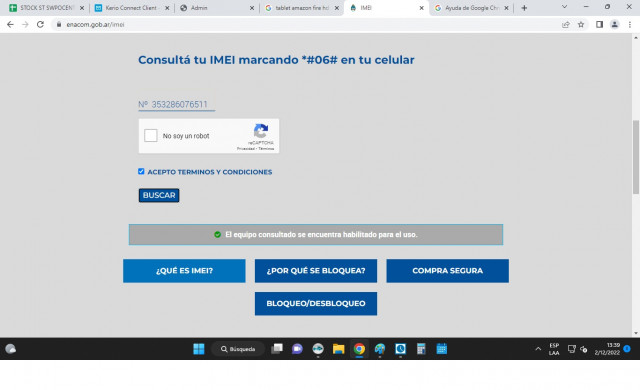 STOCK ST SWPOCENT
Kerio Connect Client -
Admin
tablet amazon fire hd
IMEI
Ayuda de Google Chr
enacom.gob.ar/imei
Consultá tu IMEI marcando *#06# en tu celular
Nº 353286076511
No soy un robot
reCAPTCHA
Privacidad - Términos
ACEPTO TERMINOS Y CONDICIONES
BUSCAR
El equipo consultado se encuentra habilitado para el uso.
¿QUÉ ES IMEI?
¿POR QUÉ SE BLOQUEA?
COMPRA SEGURA
BLOQUEO/DESBLOQUEO
Búsqueda
ESP
LAA
13:39
2/12/2022